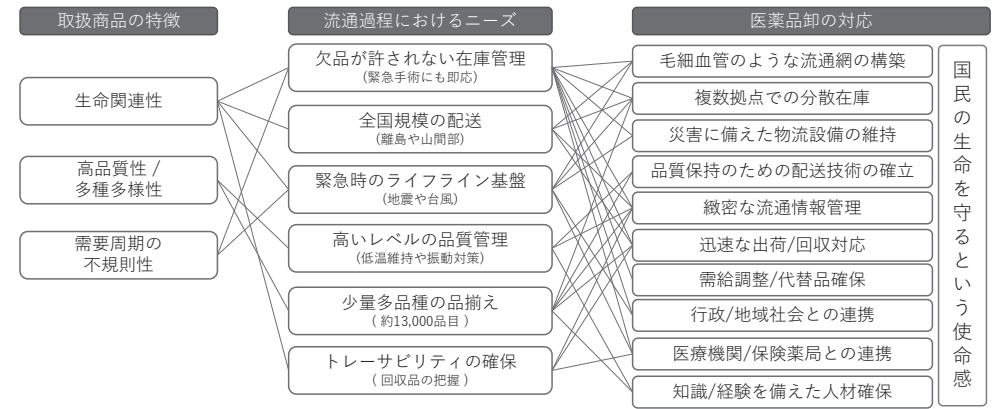 取扱商品の特徴
流通過程におけるニーズ
医薬品卸の対応
生命関連性
高品質性 /
多種多様性
需要周期の
不規則性
欠品が許されない在庫管理
(緊急手術にも即応)
全国規模の配送
(離島や山間部)
緊急時のライフライン基盤
(地震や台風)
高いレベルの品質管理
(低温維持や振動対策)
少量多品種の品揃え
( 約13,000品目 )
トレーサビリティの確保
( 回収品の把握 )
毛細血管のような流通網の構築
複数拠点での分散在庫
災害に備えた物流設備の維持
品質保持のための配送技術の確立
緻密な流通情報管理
迅速な出荷/回収対応
需給調整/代替品確保
行政/地域社会との連携
医療機関/保険薬局との連携
知識/経験を備えた人材確保
国民の生命を守るという使命感